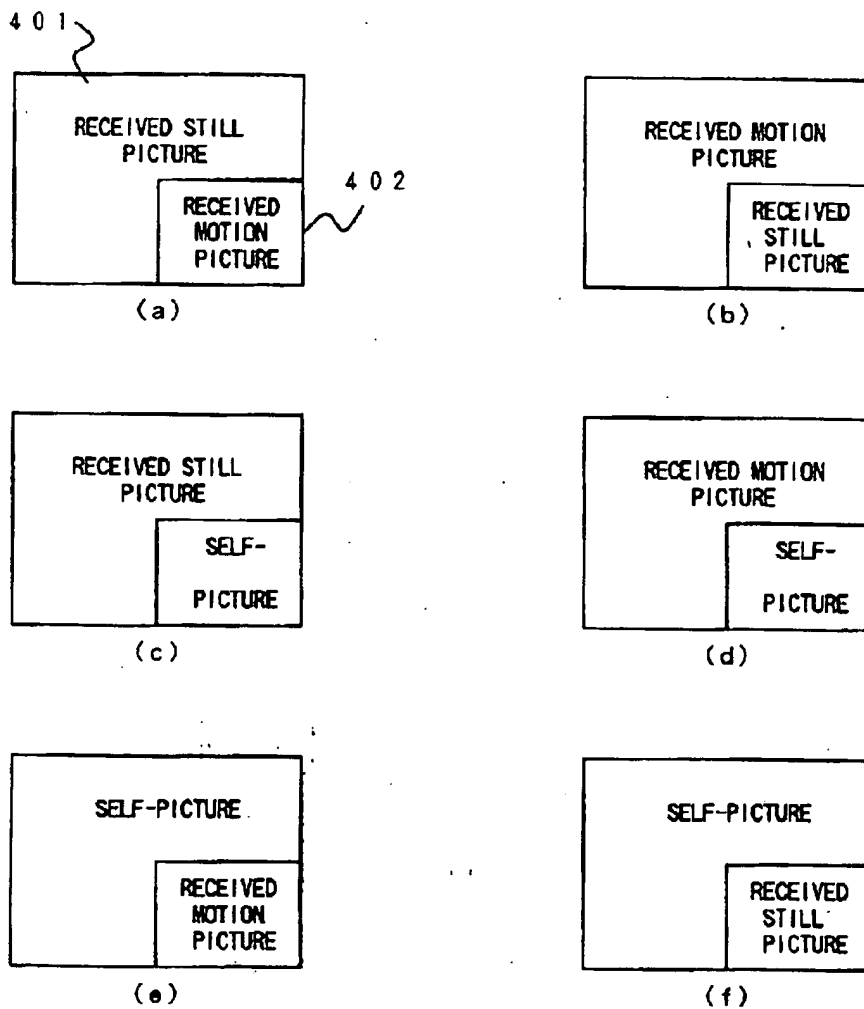 401
RECEIVED STILL
PICTURE
402
RECEIVED
MOTION
PICTURE
(a)
RECEIVED MOTION
PICTURE
RECEIVED
STILL
PICTURE
(b)
RECEIVED STILL
PICTURE
SELF-
PICTURE
(c)
RECEIVED MOTION
PICTURE
SELF-
PICTURE
(d)
SELF-PICTURE
RECEIVED
MOTION
PICTURE
(e)
SELF-PICTURE
RECEIVED
STILL
PICTURE
(f)